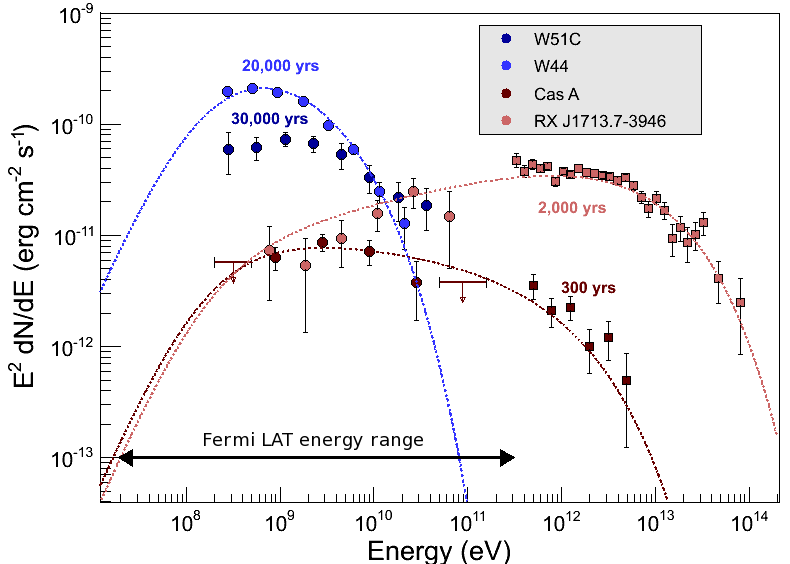 10⁻⁹
W51C
W44
Cas A
RX J1713.7-3946
20,000 yrs
30,000 yrs
10⁻¹⁰
2,000 yrs
10⁻¹¹
300 yrs
10⁻¹²
Fermi LAT energy range
10⁻¹³
E² dN/dE (erg cm⁻² s⁻¹)
10⁸ 10⁹ 10¹⁰ 10¹¹ 10¹² 10¹³ 10¹⁴
Energy (eV)